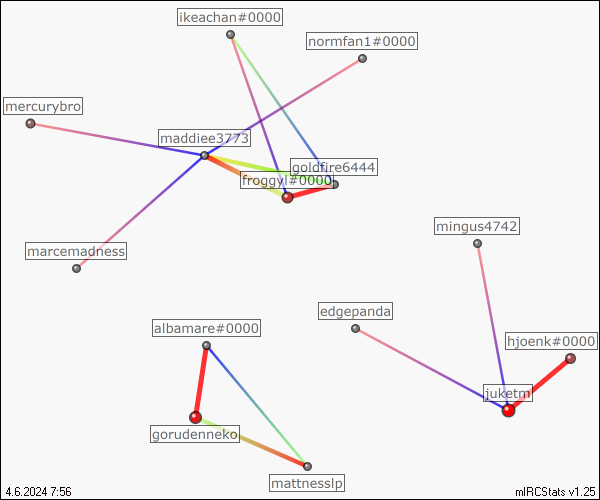 ikeachan#0000
normfan1#0000
mercurybro
maddiee3773
goldfire6444
froggyl#0000
mingus4742
marcemadness
edgepanda
albamare#0000
hjoenk#0000
juketm
gorudenneko
mattnesslp
4.6.2024 7:56
mIRCStats v1.25